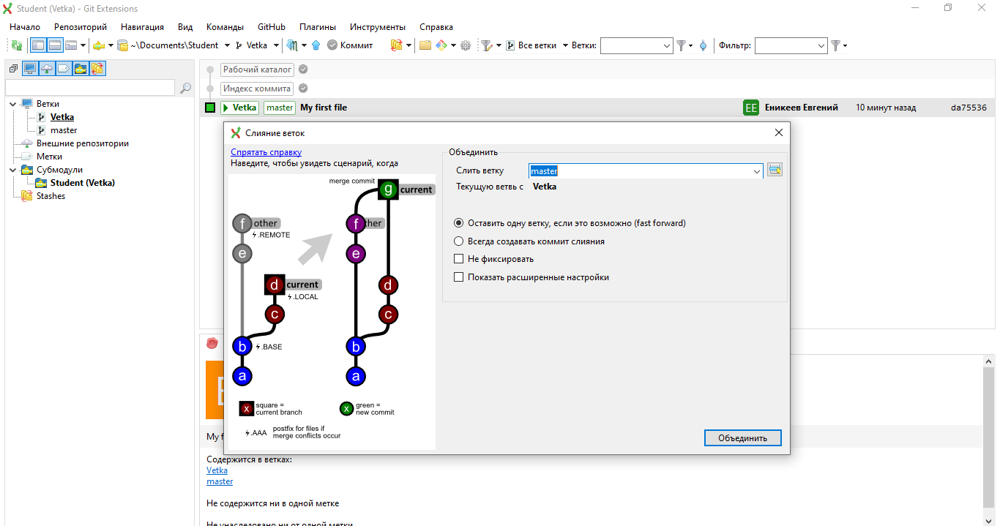 Student (Vetka) - Git Extensions
Начало Репозиторий Навигация Вид Команды GitHub Плагины Инструменты Справка
~\Documents\Student Vetka Коммит Все ветки Ветки: Фильтр:
Рабочий каталог
Индекс коммита
Vetka master My first file EE Еникеев Евгений 10 минут назад da75536
Ветки
Vetka
master
Внешние репозитории
Метки
Субмодули
Student (Vetka)
Stashes
Слияние веток
Спрятать справку
Наведите, чтобы увидеть сценарий, когда
merge commit
g current
f other
.REMOTE
f ther
e
e
d current
.LOCAL
d
c
c
b .BASE
b
a
a
x square =
current branch
x green =
new commit
.AAA postfix for files if
merge conflicts occur
Объединить
Слить ветку master
Текущую ветвь с Vetka
Оставить одну ветку, если это возможно (fast forward)
Всегда создавать коммит слияния
Не фиксировать
Показать расширенные настройки
Объединить
My f
Содержится в ветках:
Vetka
master
Не содержится ни в одной метке
Не унаследовано ни от одной метки